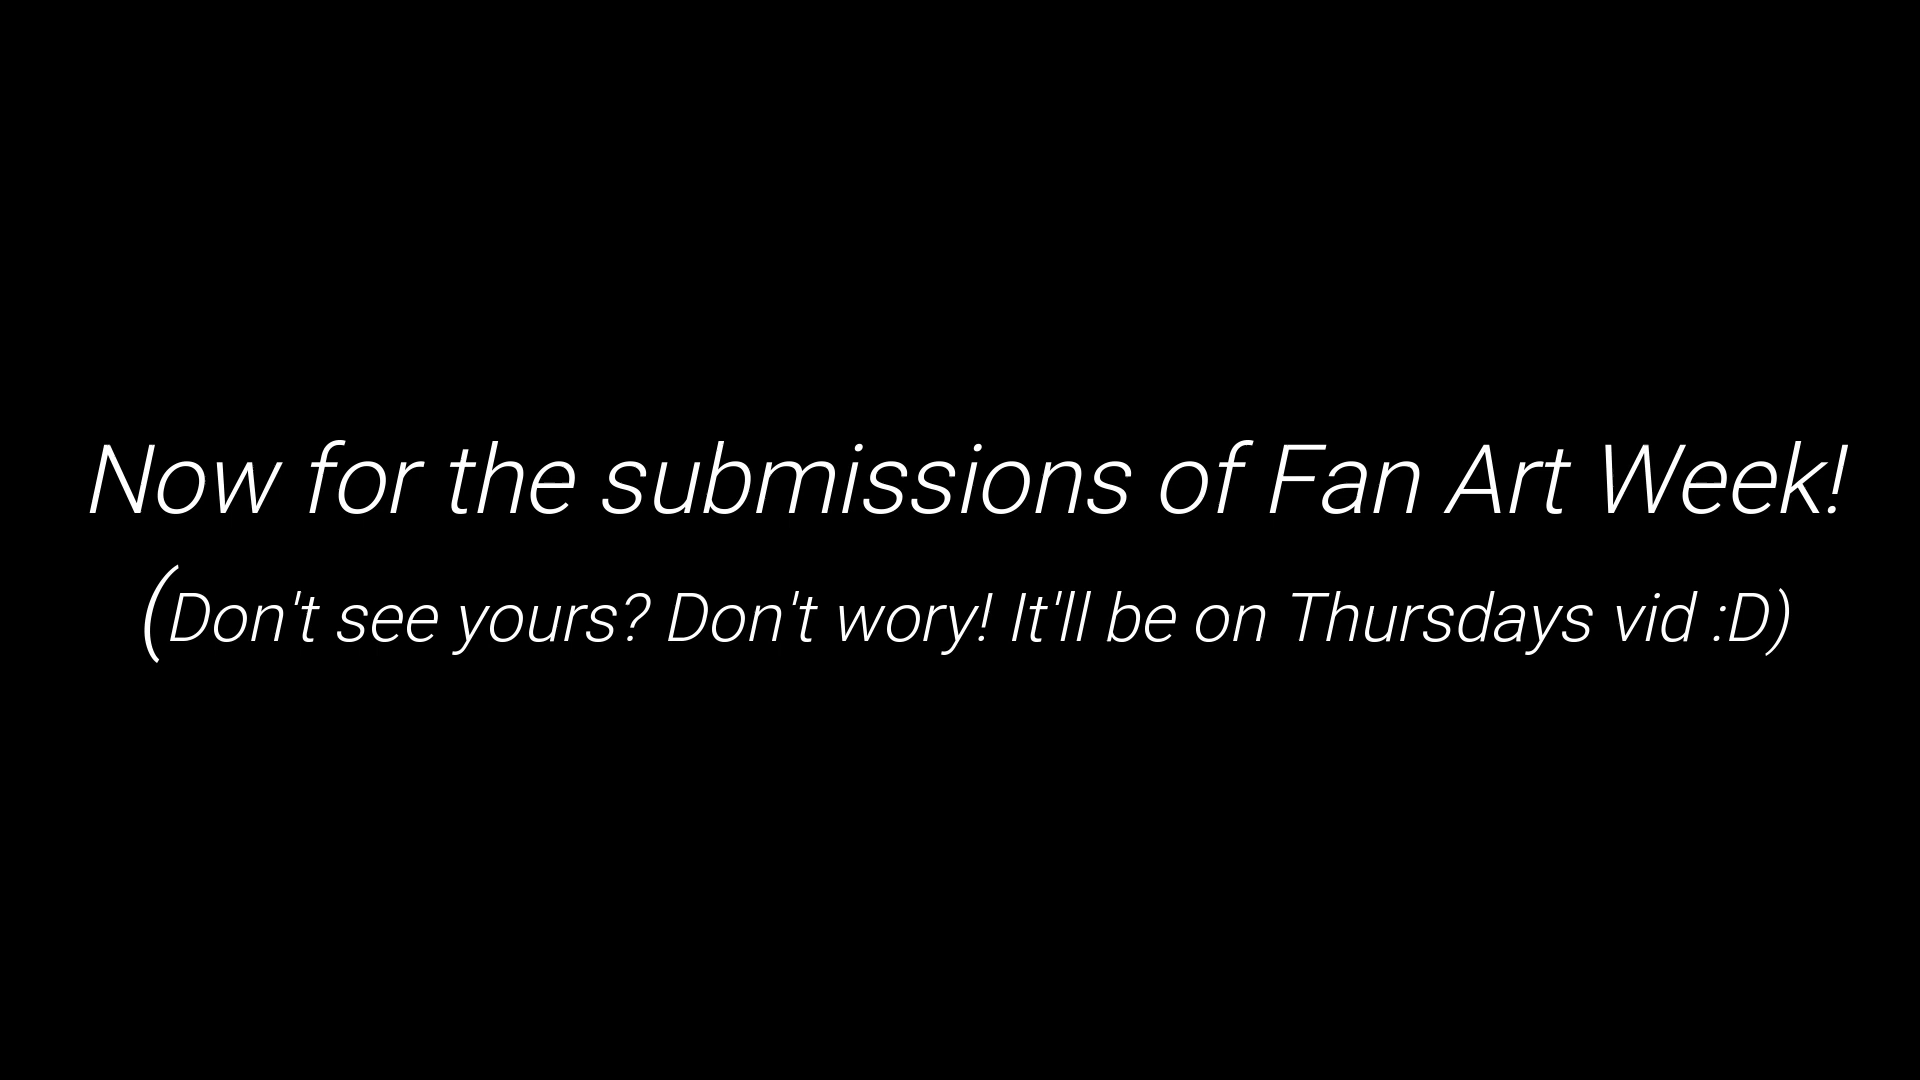 Now for the submissions of Fan Art Week!
(Don't see yours? Don't wory! It'll be on Thursdays vid :D)